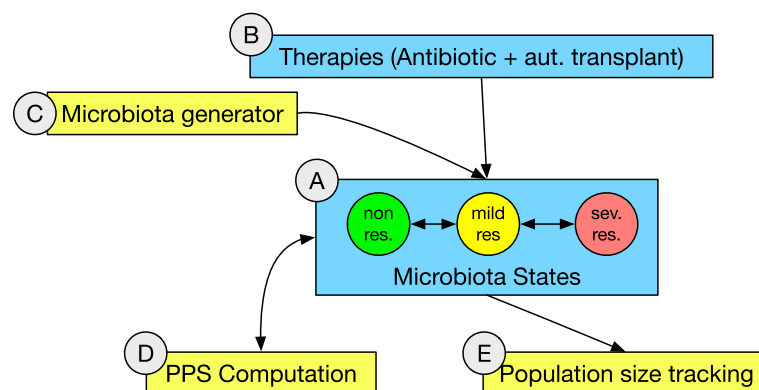 B
Therapies (Antibiotic + aut. transplant)
C
Microbiota generator
A
non
res.
mild
res
sev.
res.
Microbiota States
D
PPS Computation
E
Population size tracking